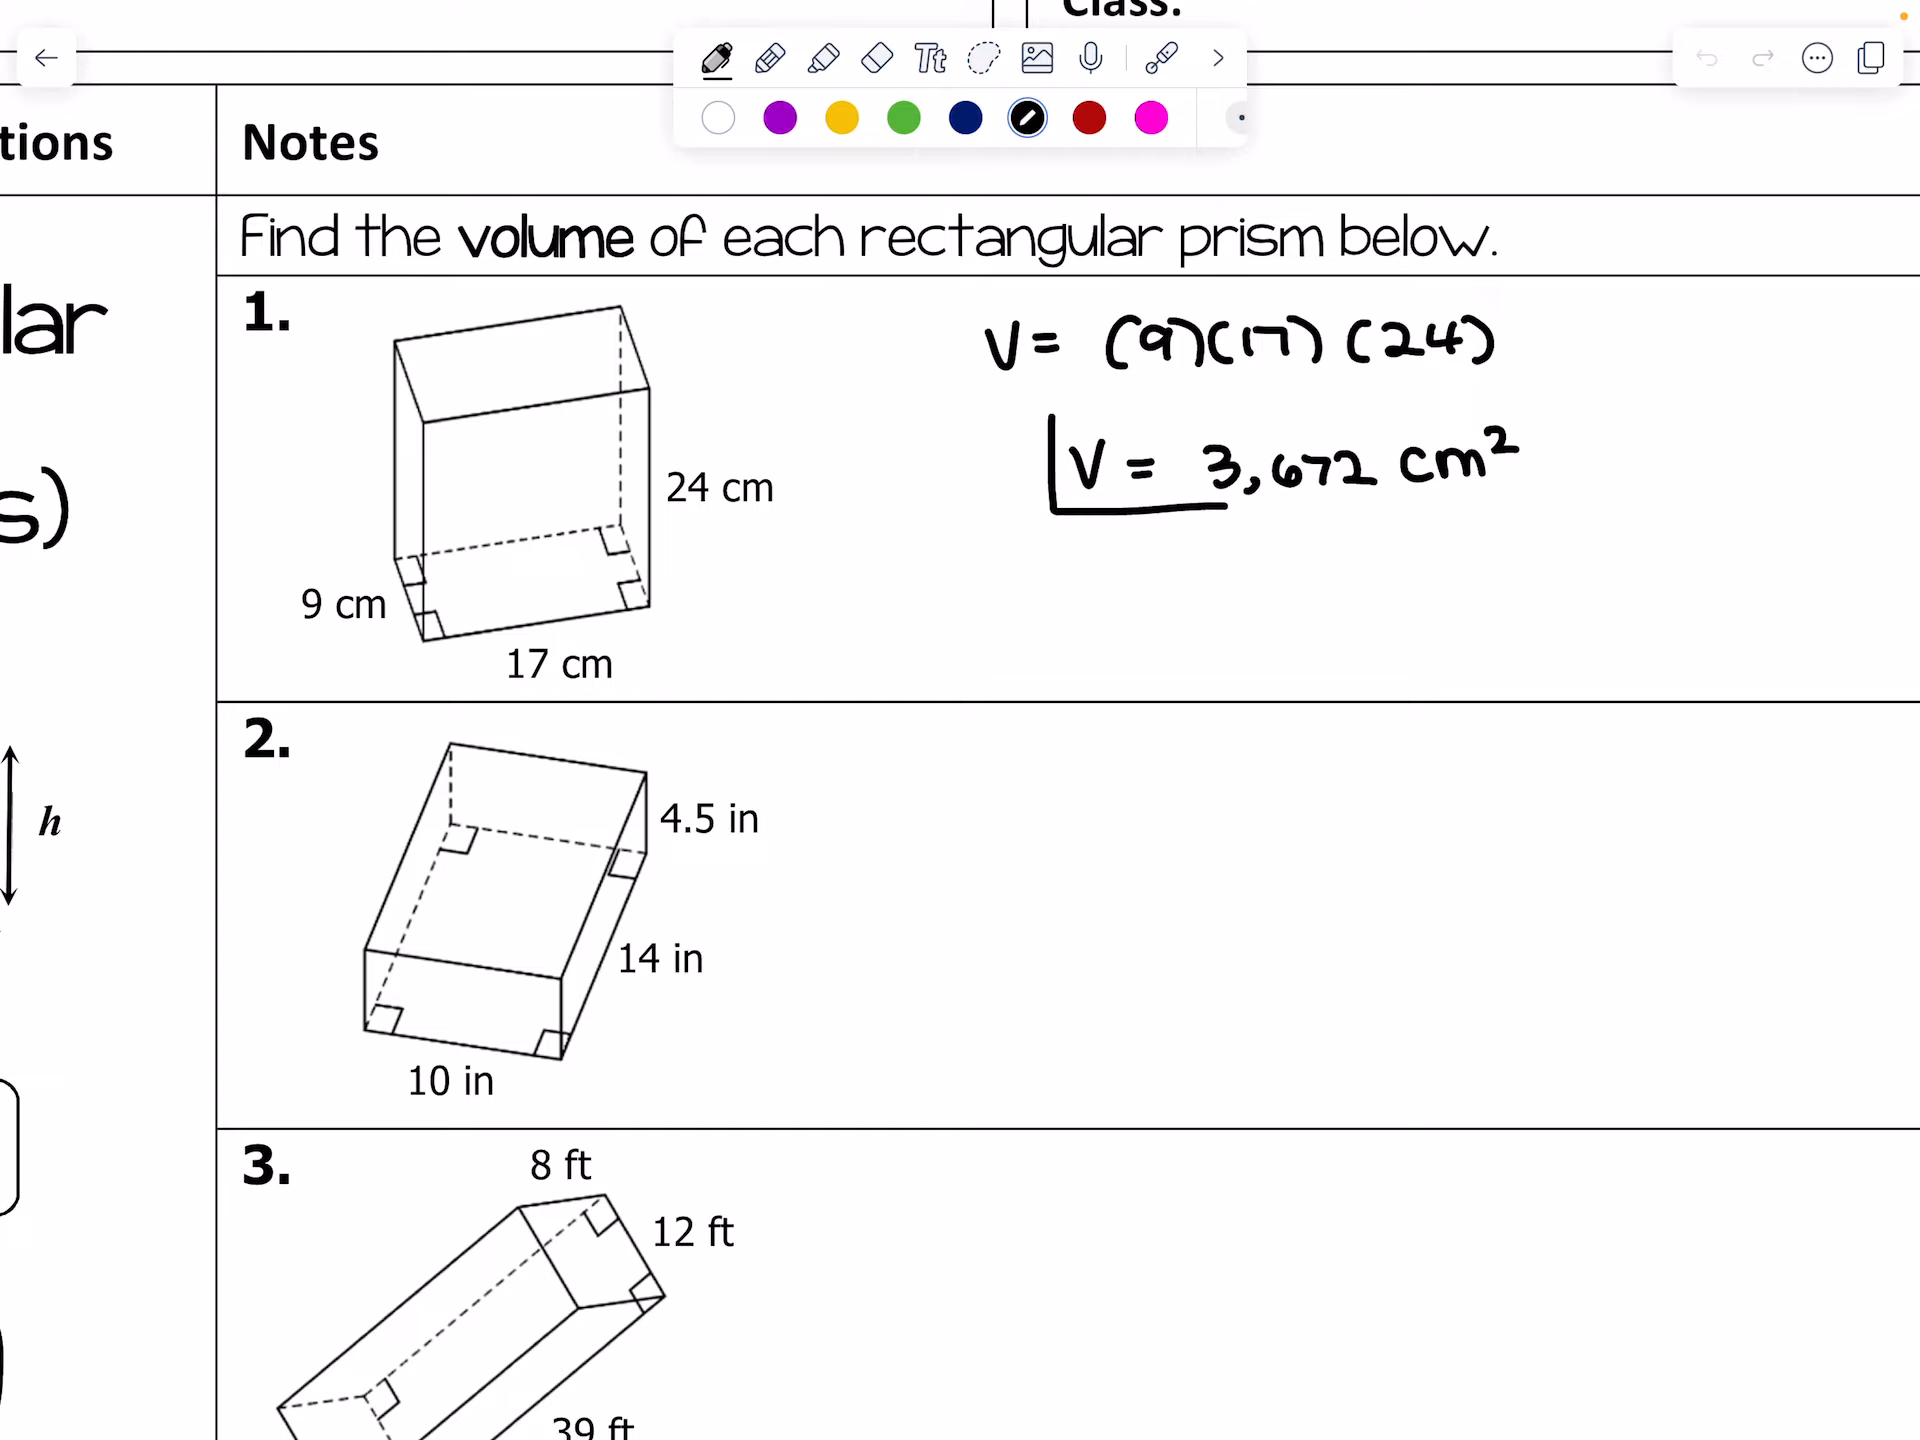 Class:
Tt
tions
Notes
Find the volume of each rectangular prism below.
lar
s)
h
1.
24 cm
9 cm
17 cm
V = (9)(17)(24)
V = 3,672 cm²
2.
4.5 in
14 in
10 in
3.
8 ft
12 ft
39 ft